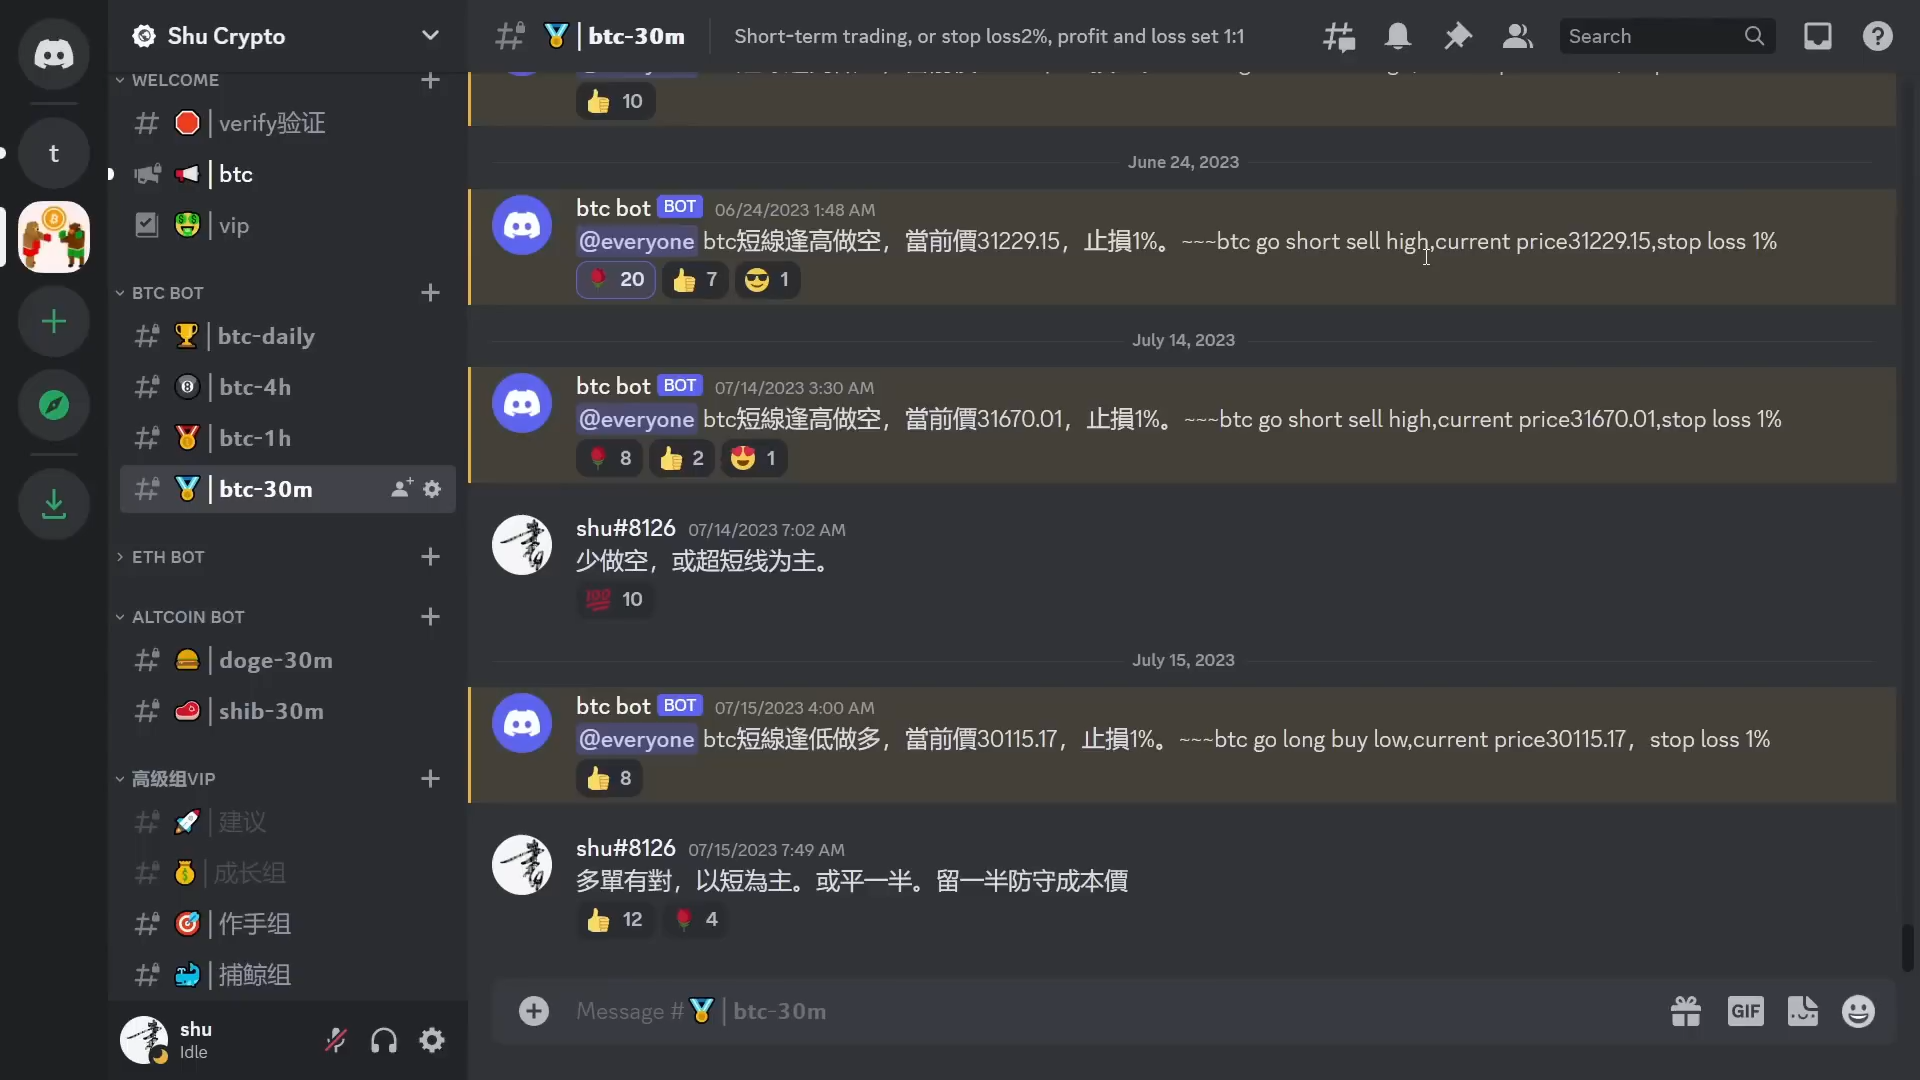 Shu Crypto
WELCOME
verify验证
btc
vip
BTC BOT
btc-daily
btc-4h
btc-1h
btc-30m
ETH BOT
ALTCOIN BOT
doge-30m
shib-30m
高级组VIP
建议
成长组
作手组
捕鲸组
shu
Idle
t
btc-30m
Short-term trading, or stop loss2%, profit and loss set 1:1
Search
10
June 24, 2023
btc bot BOT 06/24/2023 1:48 AM
@everyone btc短線逢高做空，當前價31229.15，止損1%。~~~btc go short sell high,current price31229.15,stop loss 1%
20 7 1
July 14, 2023
btc bot BOT 07/14/2023 3:30 AM
@everyone btc短線逢高做空，當前價31670.01，止損1%。~~~btc go short sell high,current price31670.01,stop loss 1%
8 2 1
shu#8126 07/14/2023 7:02 AM
少做空，或超短线为主。
10
July 15, 2023
btc bot BOT 07/15/2023 4:00 AM
@everyone btc短線逢低做多，當前價30115.17，止損1%。~~~btc go long buy low,current price30115.17，stop loss 1%
8
shu#8126 07/15/2023 7:49 AM
多單有對，以短為主。或平一半。留一半防守成本價
12 4
Message # btc-30m
GIF